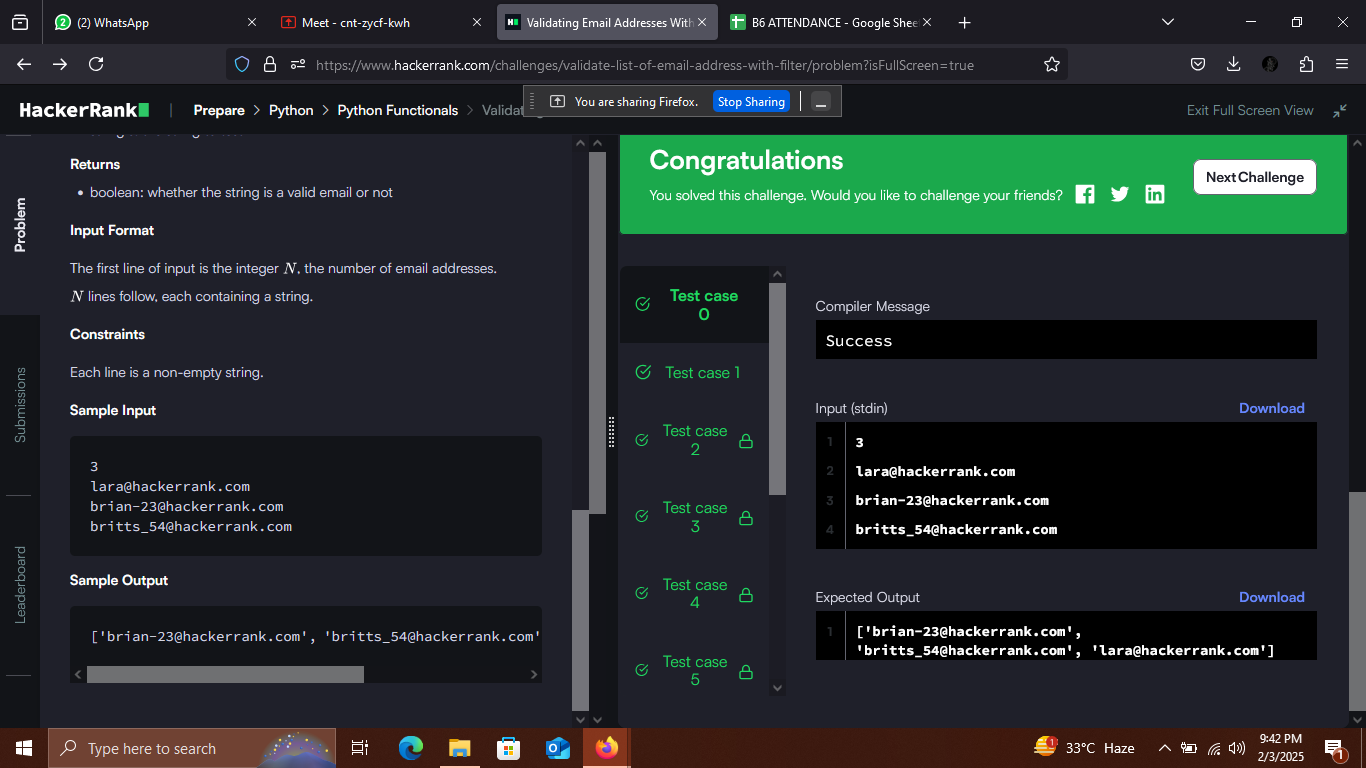 (2) WhatsApp
Meet - cnt-zycf-kwh
Validating Email Addresses With
B6 ATTENDANCE - Google Shee
https://www.hackerrank.com/challenges/validate-list-of-email-address-with-filter/problem?isFullScreen=true
You are sharing Firefox.
Stop Sharing
HackerRank
Prepare
Python
Python Functionals
Valida
Exit Full Screen View
Problem
Submissions
Leaderboard
Returns
boolean: whether the string is a valid email or not
Input Format
The first line of input is the integer N, the number of email addresses.
N lines follow, each containing a string.
Constraints
Each line is a non-empty string.
Sample Input
3
lara@hackerrank.com
brian-23@hackerrank.com
britts_54@hackerrank.com
Sample Output
['brian-23@hackerrank.com', 'britts_54@hackerrank.com'
Congratulations
You solved this challenge. Would you like to challenge your friends?
Next Challenge
Test case
0
Test case 1
Test case
2
Test case
3
Test case
4
Test case
5
Compiler Message
Success
Input (stdin)
Download
1 3
2 lara@hackerrank.com
3 brian-23@hackerrank.com
4 britts_54@hackerrank.com
Expected Output
Download
1 ['brian-23@hackerrank.com',
'britts_54@hackerrank.com', 'lara@hackerrank.com']
Type here to search
33°C Haze
9:42 PM
2/3/2025
1